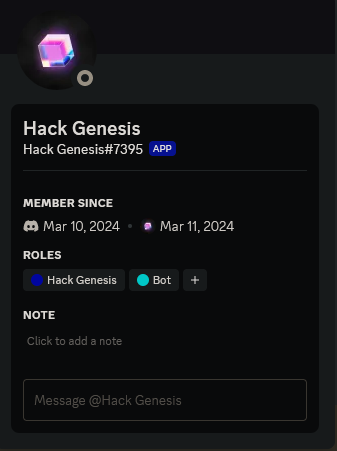 Hack Genesis
Hack Genesis#7395 APP
MEMBER SINCE
Mar 10, 2024 • Mar 11, 2024
ROLES
Hack Genesis Bot +
NOTE
Click to add a note
Message @Hack Genesis